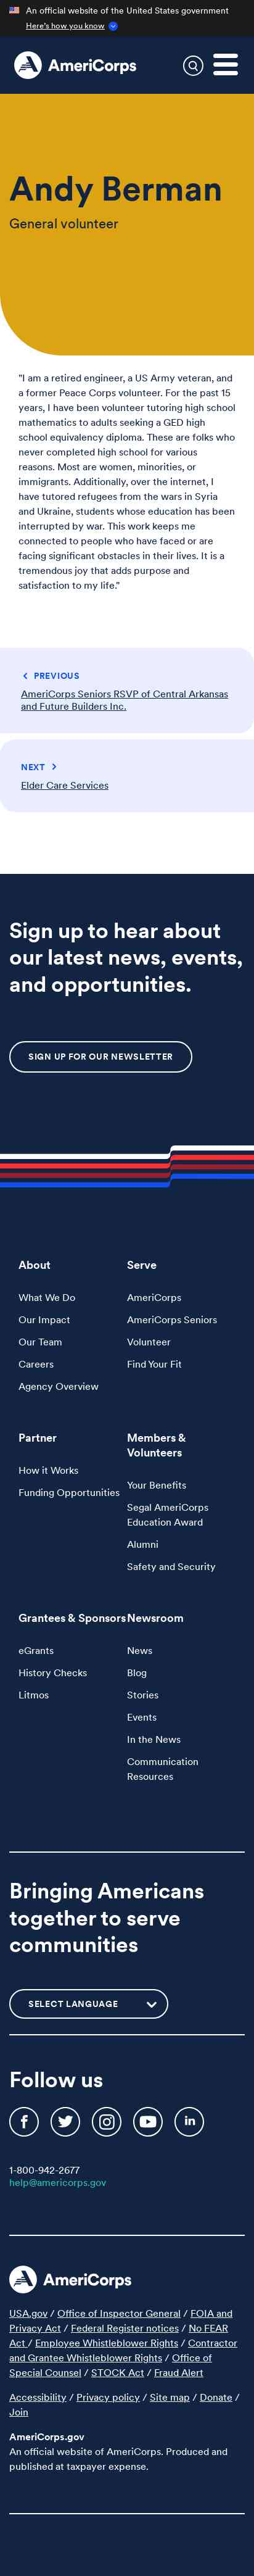 An official website of the United States government
Here's how you know
AmeriCorps
Andy Berman
General volunteer
"I am a retired engineer, a US Army veteran, and
a former Peace Corps volunteer. For the past 15
years, I have been volunteer tutoring high school
mathematics to adults seeking a GED high
school equivalency diploma. These are folks who
never completed high school for various
reasons. Most are women, minorities, or
immigrants. Additionally, over the internet, I
have tutored refugees from the wars in Syria
and Ukraine, students whose education has been
interrupted by war. This work keeps me
connected to people who have faced or are
facing significant obstacles in their lives. It is a
tremendous joy that adds purpose and
satisfaction to my life."
PREVIOUS
AmeriCorps Seniors RSVP of Central Arkansas
and Future Builders Inc.
NEXT
Elder Care Services
Sign up to hear about
our latest news, events,
and opportunities.
SIGN UP FOR OUR NEWSLETTER
About
What We Do
Our Impact
Our Team
Careers
Agency Overview
Serve
AmeriCorps
AmeriCorps Seniors
Volunteer
Find Your Fit
Partner
How it Works
Funding Opportunities
Members &
Volunteers
Your Benefits
Segal AmeriCorps
Education Award
Alumni
Safety and Security
Grantees & Sponsors
eGrants
History Checks
Litmos
Newsroom
News
Blog
Stories
Events
In the News
Communication
Resources
Bringing Americans
together to serve
communities
SELECT LANGUAGE
Follow us
1-800-942-2677
help@americorps.gov
AmeriCorps
USA.gov / Office of Inspector General / FOIA and
Privacy Act / Federal Register notices / No FEAR
Act / Employee Whistleblower Rights / Contractor
and Grantee Whistleblower Rights / Office of
Special Counsel / STOCK Act / Fraud Alert
Accessibility / Privacy policy / Site map / Donate /
Join
AmeriCorps.gov
An official website of AmeriCorps. Produced and
published at taxpayer expense.